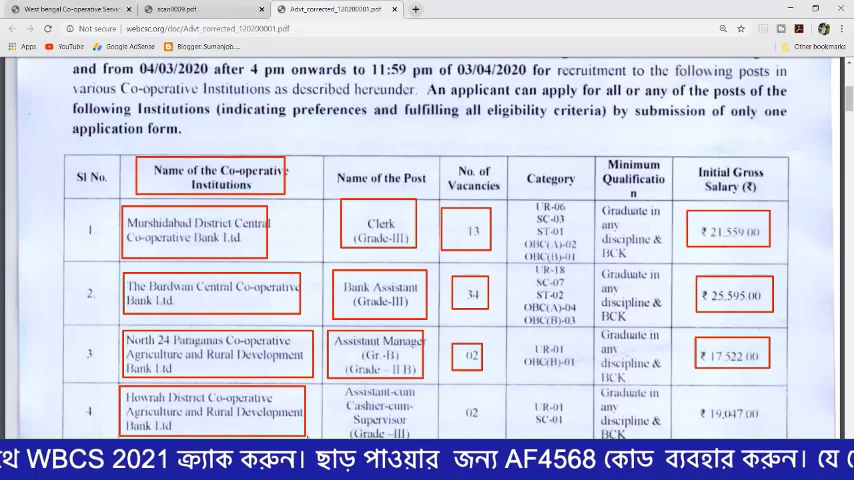 West bengal Co-operative Servic
scan0009.pdf
Advt_corrected_120200001.pdf
Not secure
webcsc.org/doc/Advt_corrected_120200001.pdf
Apps
YouTube
Google AdSense
Blogger: Sumanjob....
Other bookmarks
and from 04/03/2020 after 4 pm onwards to 11:59 pm of 03/04/2020 for recruitment to the following posts in
various Co-operative Institutions as described hereunder. An applicant can apply for all or any of the posts of the
following Institutions (indicating preferences and fulfilling all eligibility criteria) by submission of only one
application form.
Sl No.
Name of the Co-operative
Institutions
Name of the Post
No. of
Vacancies
Category
Minimum
Qualificatio
n
Initial Gross
Salary (₹)
1.
Murshidabad District Central
Co-operative Bank Ltd.
Clerk
(Grade-III)
13
UR-06
SC-03
ST-01
OBC(A)-02
OBC(B)-01
Graduate in
any
discipline &
BCK
₹ 21,559.00
2.
The Burdwan Central Co-operative
Bank Ltd.
Bank Assistant
(Grade-III)
34
UR-18
SC-07
ST-02
OBC(A)-04
OBC(B)-03
Graduate in
any
discipline &
BCK
₹ 25,595.00
3.
North 24 Paraganas Co-operative
Agriculture and Rural Development
Bank Ltd
Assistant Manager
(Gr.-B)
(Grade – II B)
02
UR-01
OBC(B)-01
Graduate in
any
discipline &
BCK
₹ 17,522.00
4.
Howrah District Co-operative
Agriculture and Rural Development
Bank Ltd
Assistant-cum
Cashier-cum-
Supervisor
(Grade –III)
02
UR-01
SC-01
Graduate in
any
discipline &
BCK
₹ 19,047.00
থে WBCS 2021 ক্র্যাক করুন। ছাড় পাওয়ার জন্য AF4568 কোড ব্যবহার করুন। যে